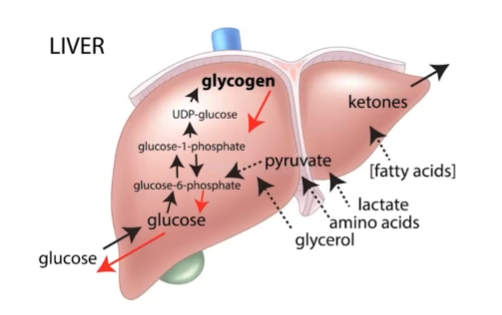 LIVER
glycogen
UDP-glucose
ketones
glucose-1-phosphate
pyruvate
[fatty acids]
glucose-6-phosphate
lactate
glucose
amino acids
glycerol
glucose